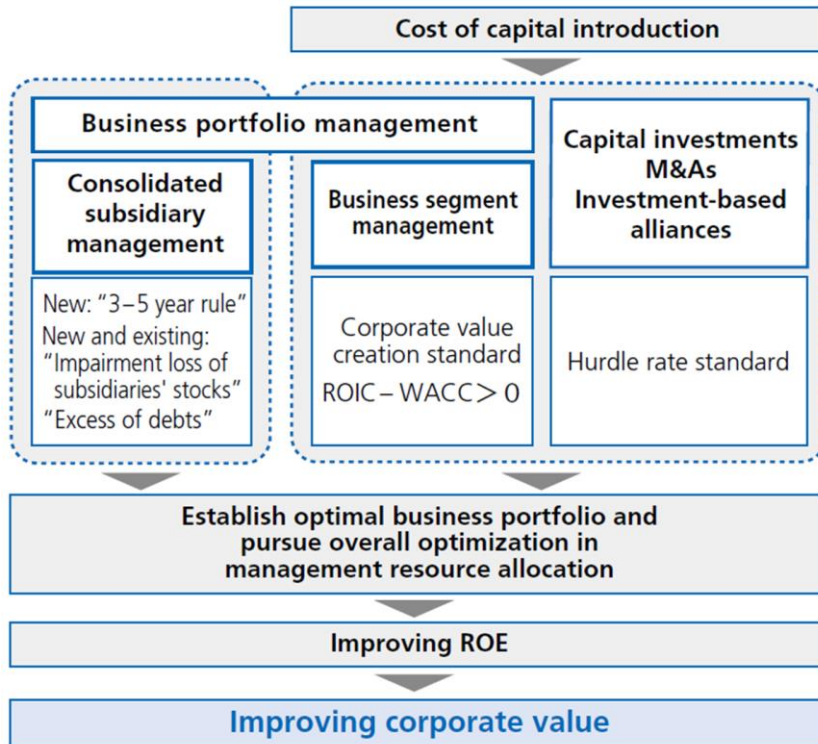 Cost of capital introduction
Business portfolio management
Consolidated
subsidiary
management
New: “3–5 year rule”
New and existing:
“Impairment loss of
subsidiaries' stocks”
“Excess of debts”
Business segment
management
Corporate value
creation standard
ROIC – WACC > 0
Capital investments
M&As
Investment-based
alliances
Hurdle rate standard
Establish optimal business portfolio and
pursue overall optimization in
management resource allocation
Improving ROE
Improving corporate value